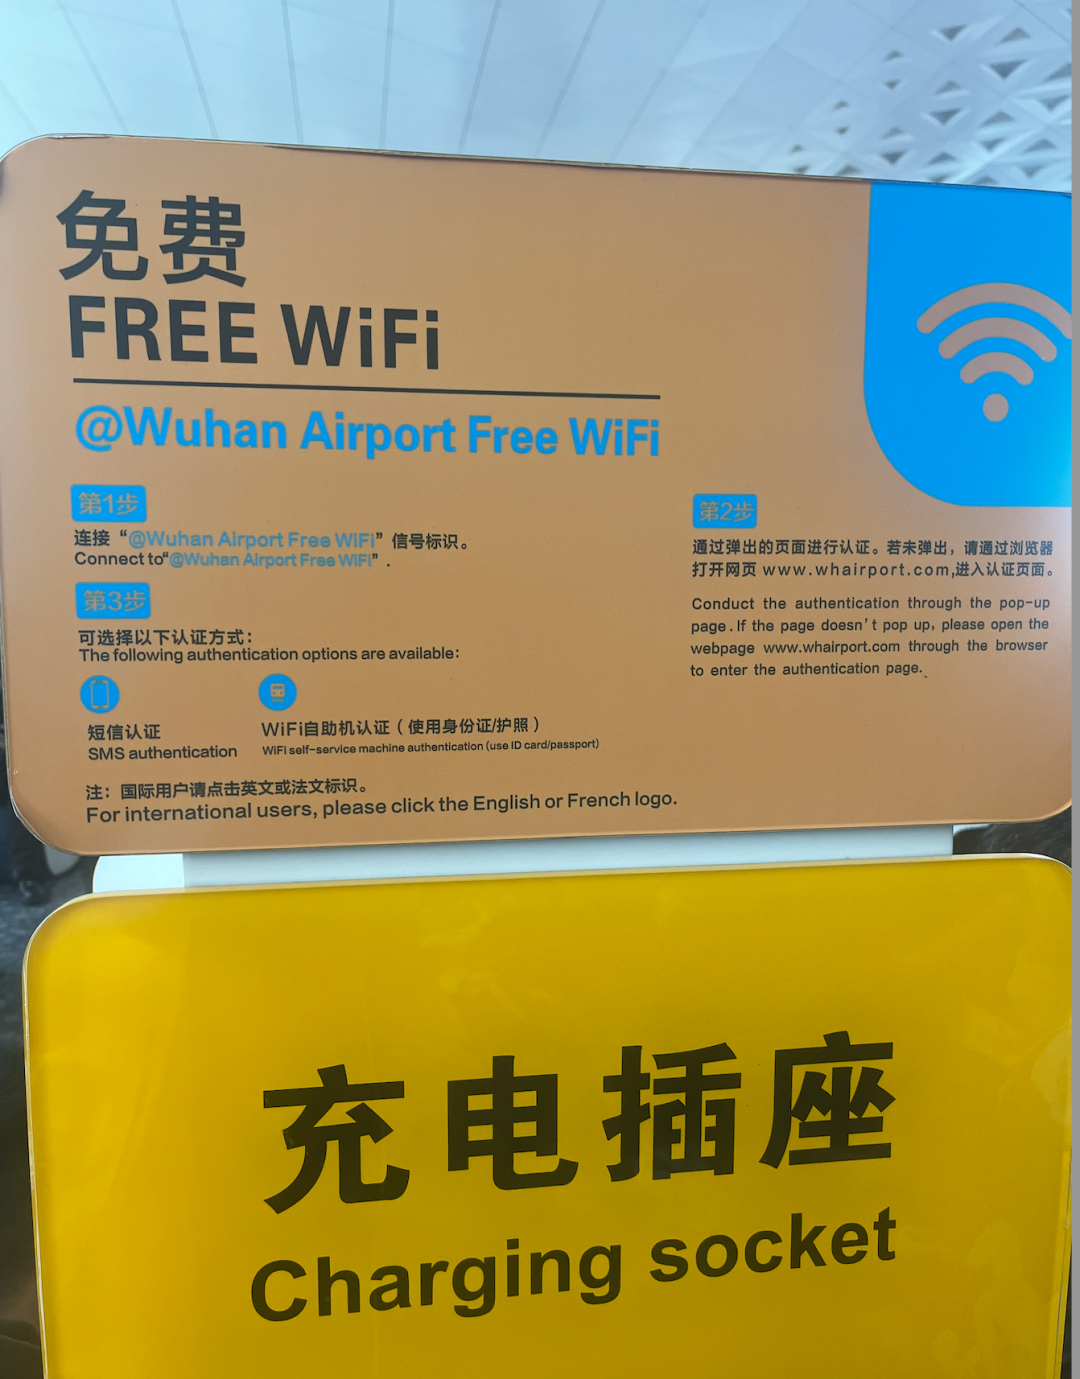 免费
FREE WiFi
@Wuhan Airport Free WiFi
第1步
连接“@Wuhan Airport Free WiFi”信号标识。
Connect to“@Wuhan Airport Free WiFi”.
第2步
通过弹出的页面进行认证。若未弹出，请通过浏览器
打开网页 www.whairport.com,进入认证页面。
Conduct the authentication through the pop-up
page.If the page doesn't pop up, please open the
webpage www.whairport.com through the browser
to enter the authentication page.
第3步
可选择以下认证方式：
The following authentication options are available:
短信认证
SMS authentication
WiFi自助机认证（使用身份证/护照）
WiFi self-service machine authentication (use ID card/passport)
注：国际用户请点击英文或法文标识。
For international users, please click the English or French logo.
充电插座
Charging socket